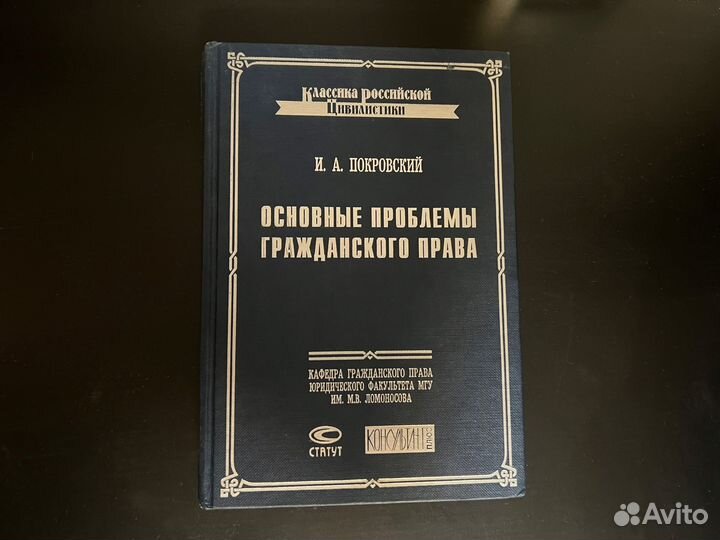 Классика Российской
Цивилистики
И. А. ПОКРОВСКИЙ
ОСНОВНЫЕ ПРОБЛЕМЫ
ГРАЖДАНСКОГО ПРАВА
КАФЕДРА ГРАЖДАНСКОГО ПРАВА
ЮРИДИЧЕСКОГО ФАКУЛЬТЕТА МГУ
ИМ. М.В. ЛОМОНОСОВА
СТАТУТ
КОНСУЛЬТАНТ
ПЛЮС
Avito